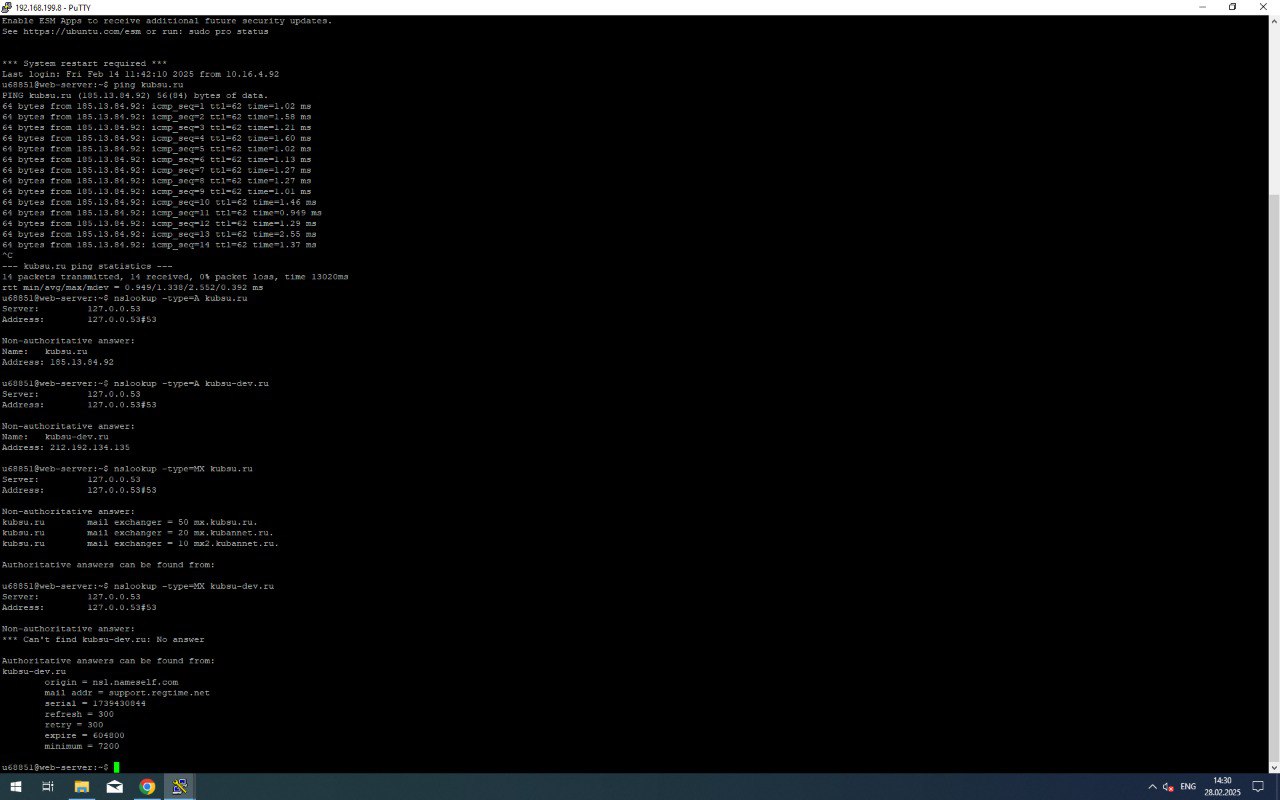 192.168.199.8 - PuTTY
Enable ESM Apps to receive additional future security updates.
See https://ubuntu.com/esm or run: sudo pro status
*** System restart required ***
Last login: Fri Feb 14 11:42:10 2025 from 10.16.4.92
u68851@web-server:~$ ping kubsu.ru
PING kubsu.ru (185.13.84.92) 56(84) bytes of data.
64 bytes from 185.13.84.92: icmp_seq=1 ttl=62 time=1.02 ms
64 bytes from 185.13.84.92: icmp_seq=2 ttl=62 time=1.58 ms
64 bytes from 185.13.84.92: icmp_seq=3 ttl=62 time=1.21 ms
64 bytes from 185.13.84.92: icmp_seq=4 ttl=62 time=1.60 ms
64 bytes from 185.13.84.92: icmp_seq=5 ttl=62 time=1.02 ms
64 bytes from 185.13.84.92: icmp_seq=6 ttl=62 time=1.13 ms
64 bytes from 185.13.84.92: icmp_seq=7 ttl=62 time=1.27 ms
64 bytes from 185.13.84.92: icmp_seq=8 ttl=62 time=1.27 ms
64 bytes from 185.13.84.92: icmp_seq=9 ttl=62 time=1.01 ms
64 bytes from 185.13.84.92: icmp_seq=10 ttl=62 time=1.46 ms
64 bytes from 185.13.84.92: icmp_seq=11 ttl=62 time=0.949 ms
64 bytes from 185.13.84.92: icmp_seq=12 ttl=62 time=1.29 ms
64 bytes from 185.13.84.92: icmp_seq=13 ttl=62 time=2.55 ms
64 bytes from 185.13.84.92: icmp_seq=14 ttl=62 time=1.37 ms
^C
--- kubsu.ru ping statistics ---
14 packets transmitted, 14 received, 0% packet loss, time 13020ms
rtt min/avg/max/mdev = 0.949/1.338/2.552/0.392 ms
u68851@web-server:~$ nslookup -type=A kubsu.ru
Server: 127.0.0.53
Address: 127.0.0.53#53
Non-authoritative answer:
Name: kubsu.ru
Address: 185.13.84.92
u68851@web-server:~$ nslookup -type=A kubsu-dev.ru
Server: 127.0.0.53
Address: 127.0.0.53#53
Non-authoritative answer:
Name: kubsu-dev.ru
Address: 212.192.134.135
u68851@web-server:~$ nslookup -type=MX kubsu.ru
Server: 127.0.0.53
Address: 127.0.0.53#53
Non-authoritative answer:
kubsu.ru mail exchanger = 50 mx.kubsu.ru.
kubsu.ru mail exchanger = 20 mx.kubannet.ru.
kubsu.ru mail exchanger = 10 mx2.kubannet.ru.
Authoritative answers can be found from:
u68851@web-server:~$ nslookup -type=MX kubsu-dev.ru
Server: 127.0.0.53
Address: 127.0.0.53#53
Non-authoritative answer:
*** Can't find kubsu-dev.ru: No answer
Authoritative answers can be found from:
kubsu-dev.ru
origin = ns1.nameself.com
mail addr = support.regtime.net
serial = 1739430844
refresh = 300
retry = 300
expire = 604800
minimum = 7200
u68851@web-server:~$
ENG
14:30
28.02.2025